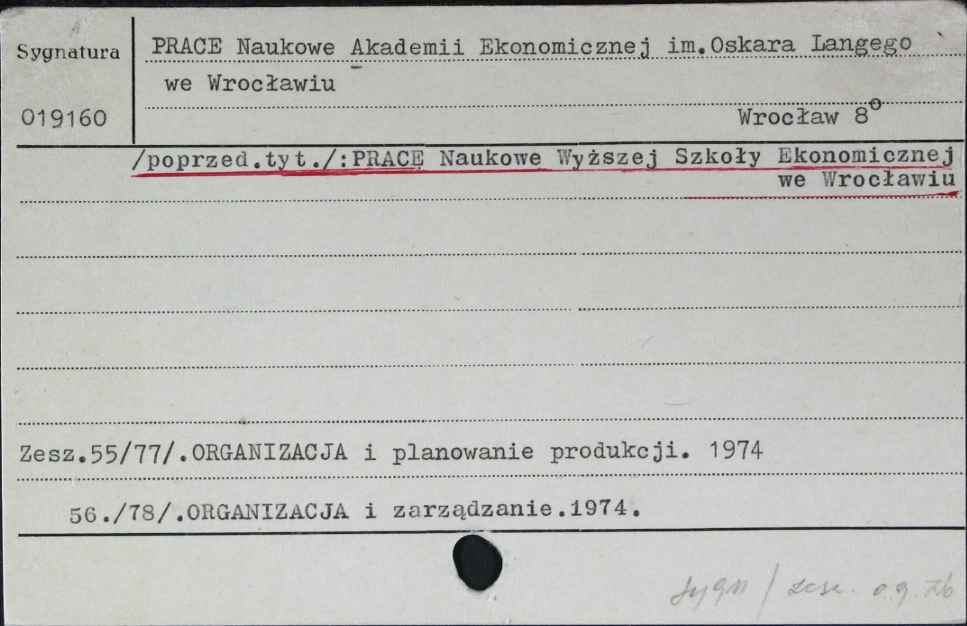 Sygnatura
PRACE Naukowe Akademii Ekonomicznej im.Oskara Langego
we Wrocławiu
019160
Wrocław 8°
/poprzed.tyt./:PRACE Naukowe Wyższej Szkoły Ekonomicznej
we Wrocławiu
Zesz.55/77/.ORGANIZACJA i planowanie produkcji. 1974
56./78/.ORGANIZACJA i zarządzanie.1974.